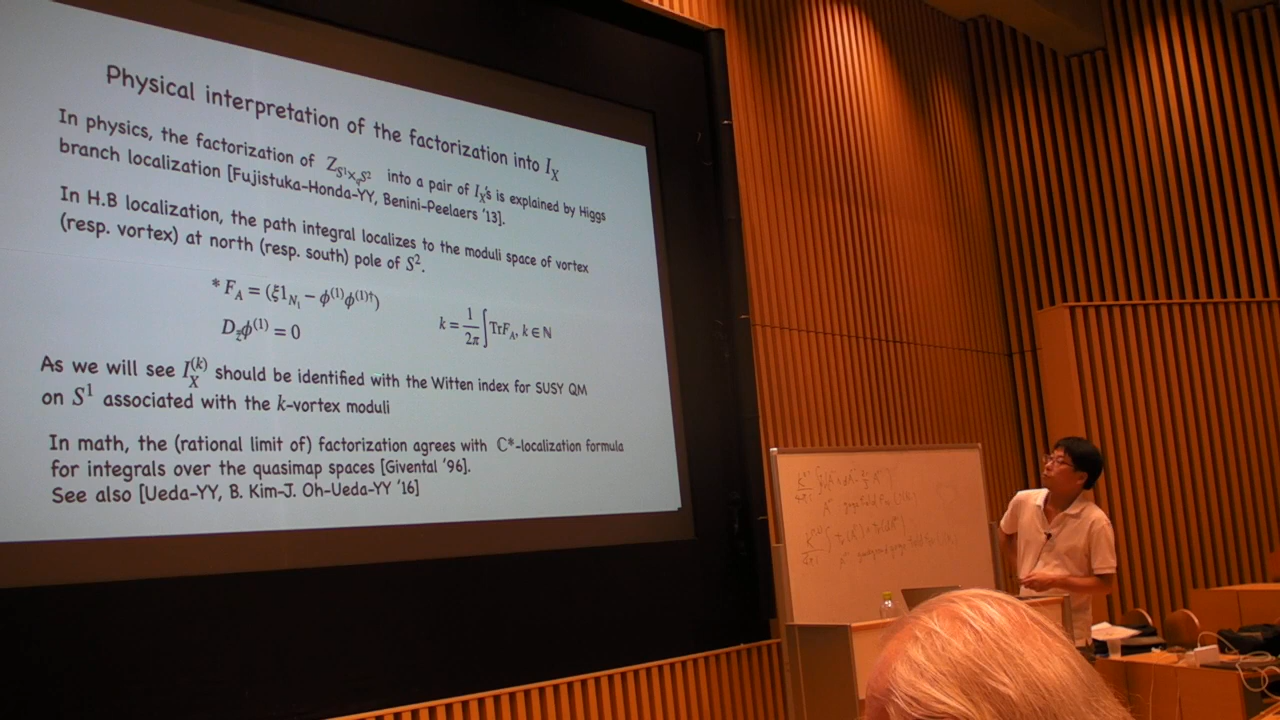 Physical interpretation of the factorization into I_X
In physics, the factorization of Z_{S^1×_q S^2} into a pair of I_X's is explained by Higgs
branch localization [Fujistuka-Honda-YY, Benini-Peelaers '13].
In H.B localization, the path integral localizes to the moduli space of vortex
(resp. vortex) at north (resp. south) pole of S^2.
*F_A = (ξ1_{N_1} − ϕ^{(1)}ϕ^{(1)†})
D_{z̄}ϕ^{(1)} = 0
k = \frac{1}{2π} ∫ TrF_A, k ∈ ℕ
As we will see I_X^{(k)} should be identified with the Witten index for SUSY QM
on S^1 associated with the k-vortex moduli
In math, the (rational limit of) factorization agrees with ℂ*-localization formula
for integrals over the quasimap spaces [Givental '96].
See also [Ueda-YY, B. Kim-J. Oh-Ueda-YY '16]
gauge field